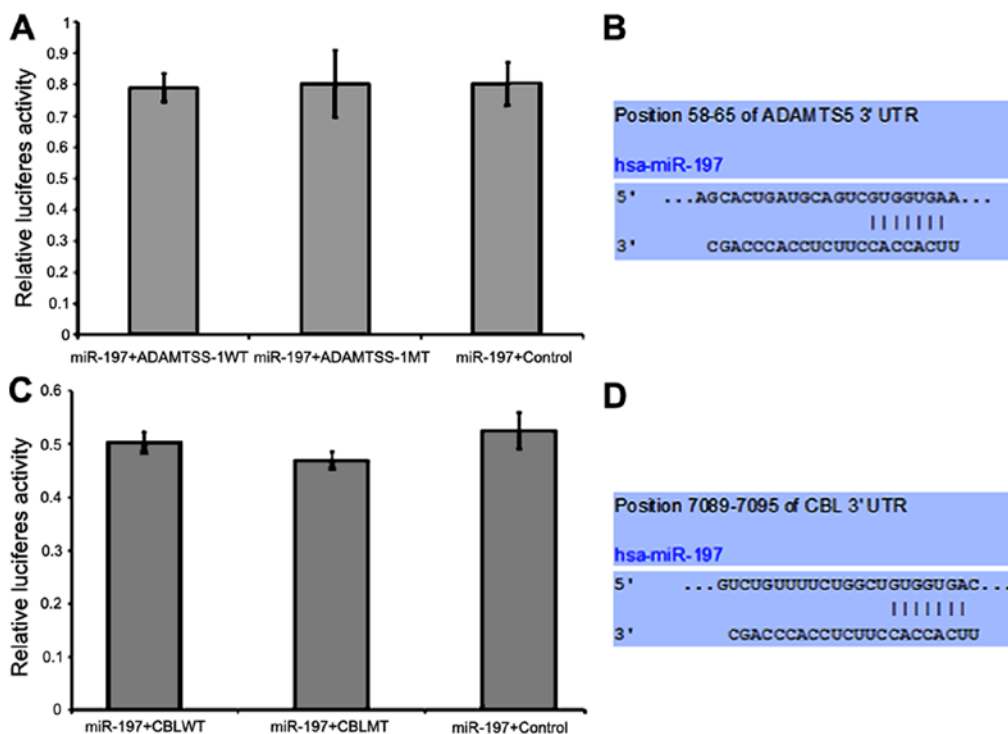 A
Relative luciferes activity
1
0.9
0.8
0.7
0.6
0.5
0.4
0.3
0.2
0.1
0
miR-197+ADAMTSS-1WT miR-197+ADAMTSS-1MT miR-197+Control
B
Position 58-65 of ADAMTS5 3' UTR
hsa-miR-197
5' ...AGCACUGAUGCAGUCGUGGUGAA...
| | | | | | |
3' CGACCCACCUCUUCCACCACUU
C
Relative luciferes activity
0.6
0.5
0.4
0.3
0.2
0.1
0
miR-197+CBLWT miR-197+CBLMT miR-197+Control
D
Position 7089-7095 of CBL 3' UTR
hsa-miR-197
5' ...GUCUGUUUUCUGGCUGUGGUGAC...
| | | | | | |
3' CGACCCACCUCUUCCACCACUU